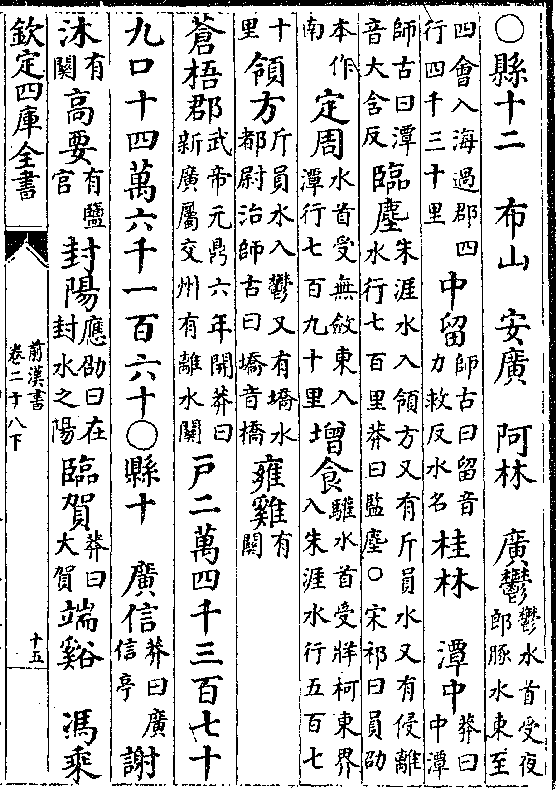 ○縣十二 布山 安廣 阿林 廣鬱鬱水首受夜郎豚水東至
四會入海過郡四行四千三十里中留師古曰留音力救反水名桂林 潭中莽曰中潭
師古曰潭音大含反臨塵朱涯水入領方又有斤員水又有侵離水行七百里莽曰監塵○宋祁曰員劭
本作南定周水首受無斂東入潭行七百九十里增食驩水首受牂柯東界入朱涯水行五百七
十里領方斤員水入鬱又有墧水都尉治師古曰墧音橋雍雞有關
蒼梧郡武帝元鼎六年開莽曰新廣屬交州有離水關戸二萬四千三百七十
九口十四萬六千一百六十○縣十 廣信莽曰廣信亭謝
沐有關高要有鹽官封陽應劭曰在封水之陽臨賀莽曰大賀端谿 馮乘
欽定四庫全書
前漢書
卷二十八下
十五